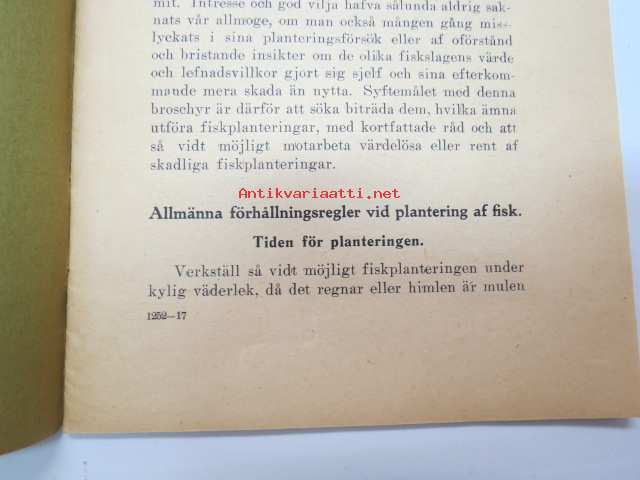 mit. Intresse och god vilja hafva sålunda aldrig sak-
nats vår allmoge, om man också mången gång miss-
lyckats i sina planteringsförsök eller af oförstånd
och bristande insikter om de olika fiskslagens värde
och lefnadsvillkor gjort sig sjelf och sina efterkom-
mande mera skada än nytta. Syftemålet med denna
broschyr är därför att söka biträda dem, hvilka ämna
utföra fiskplanteringar, med kortfattade råd och att
så vidt möjligt motarbeta värdelösa eller rent af
skadliga fiskplanteringar.
Antikvariaatti.net
Allmänna förhållningsregler vid plantering af fisk.
Tiden för planteringen.
Verkställ så vidt möjligt fiskplanteringen under
kylig väderlek, då det regnar eller himlen är mulen
1252—17